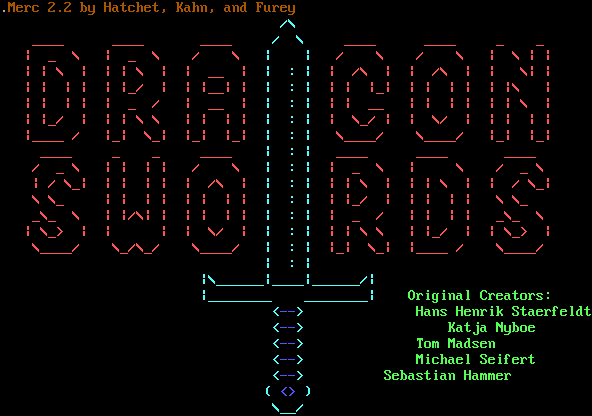 .Merc 2.2 by Hatchet, Kahn, and Furey
DRACON
SWORDS
Original Creators:
Hans Henrik Staerfeldt
Katja Nyboe
Tom Madsen
Michael Seifert
Sebastian Hammer